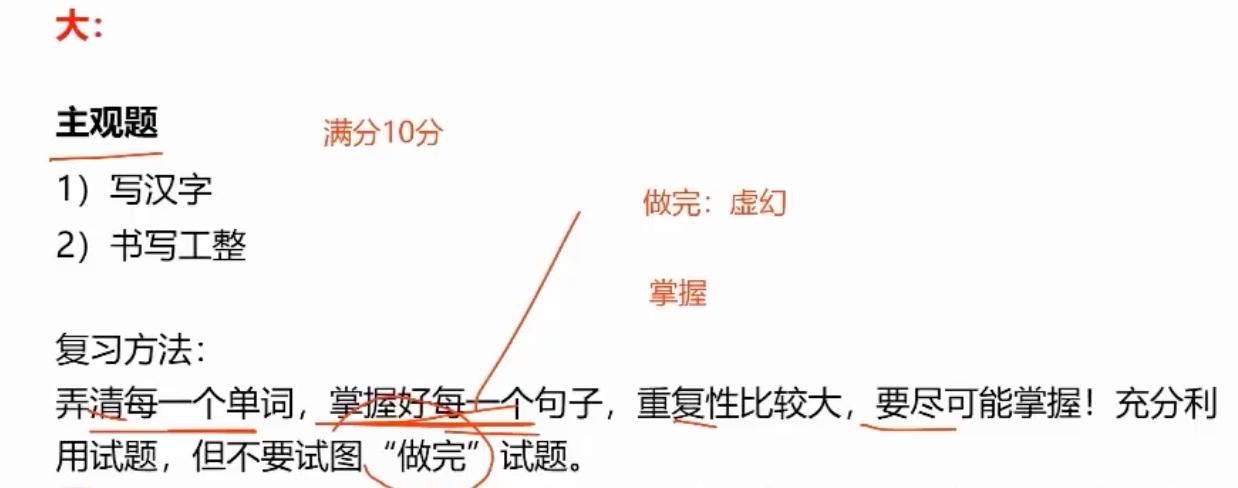 大：
主观题
满分10分
1）写汉字
做完：虚幻
2）书写工整
掌握
复习方法：
弄清每一个单词，掌握好每一个句子，重复性比较大，要尽可能掌握！充分利
用试题，但不要试图“做完”试题。